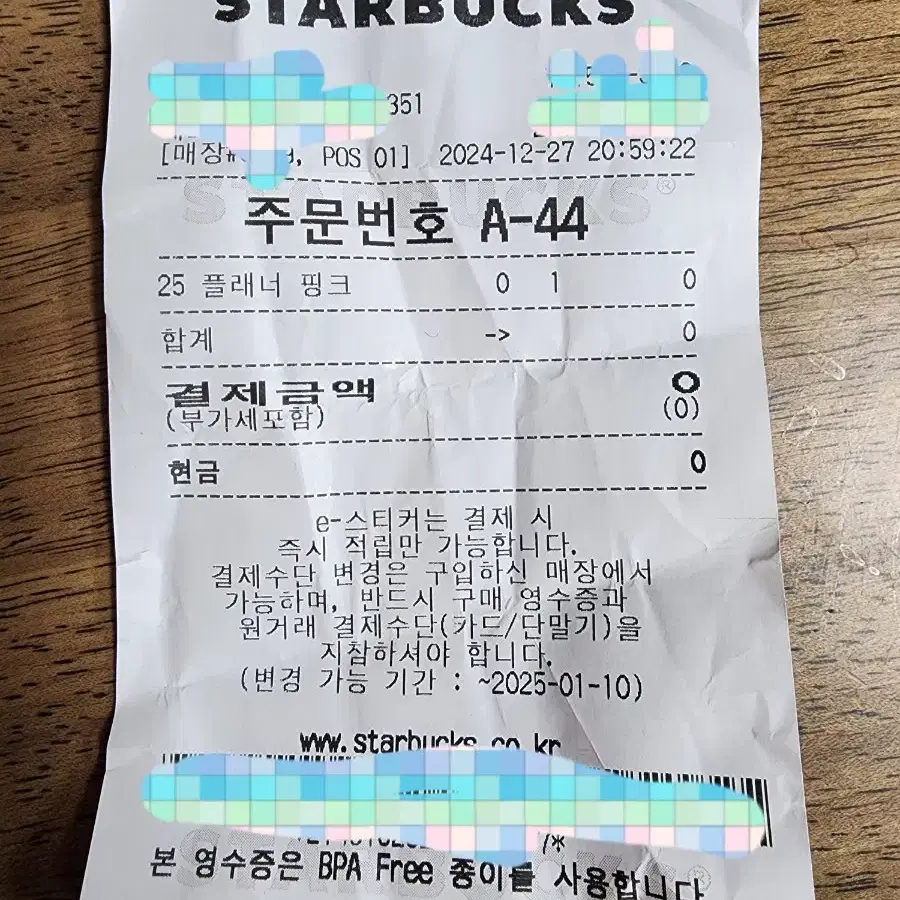 STARBUCKS
351
[매장# 9, POS 01] 2024-12-27 20:59:22
STARBUCKS®
주문번호 A-44
25 플래너 핑크 0 1 0
합계 -> 0
결제금액 0
(부가세포함) (0)
현금 0
e-스티커는 결제 시
즉시 적립만 가능합니다.
결제수단 변경은 구입하신 매장에서
가능하며, 반드시 구매 영수증과
원거래 결제수단(카드/단말기)을
지참하셔야 합니다.
(변경 가능 기간 : ~2025-01-10)
www.starbucks.co.kr
/*
본 영수증은 BPA Free 종이를 사용합니다